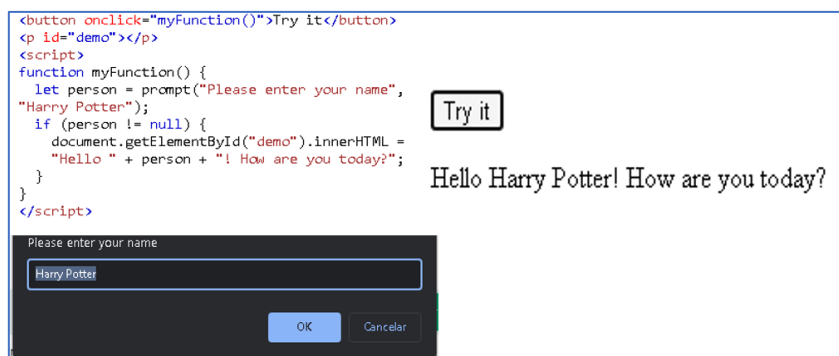 <button onclick="myFunction()">Try it</button>
<p id="demo"></p>
<script>
function myFunction() {
  let person = prompt("Please enter your name",
"Harry Potter");
  if (person != null) {
    document.getElementById("demo").innerHTML =
    "Hello " + person + "! How are you today?";
  }
}
</script>
Try it
Hello Harry Potter! How are you today?
Please enter your name
Harry Potter
OK
Cancelar